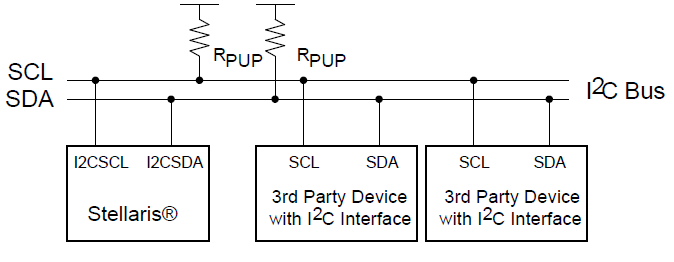 RPUP RPUP
SCL
SDA
I2C Bus
I2CSCL I2CSDA
Stellaris®
SCL SDA
3rd Party Device
with I2C Interface
SCL SDA
3rd Party Device
with I2C Interface